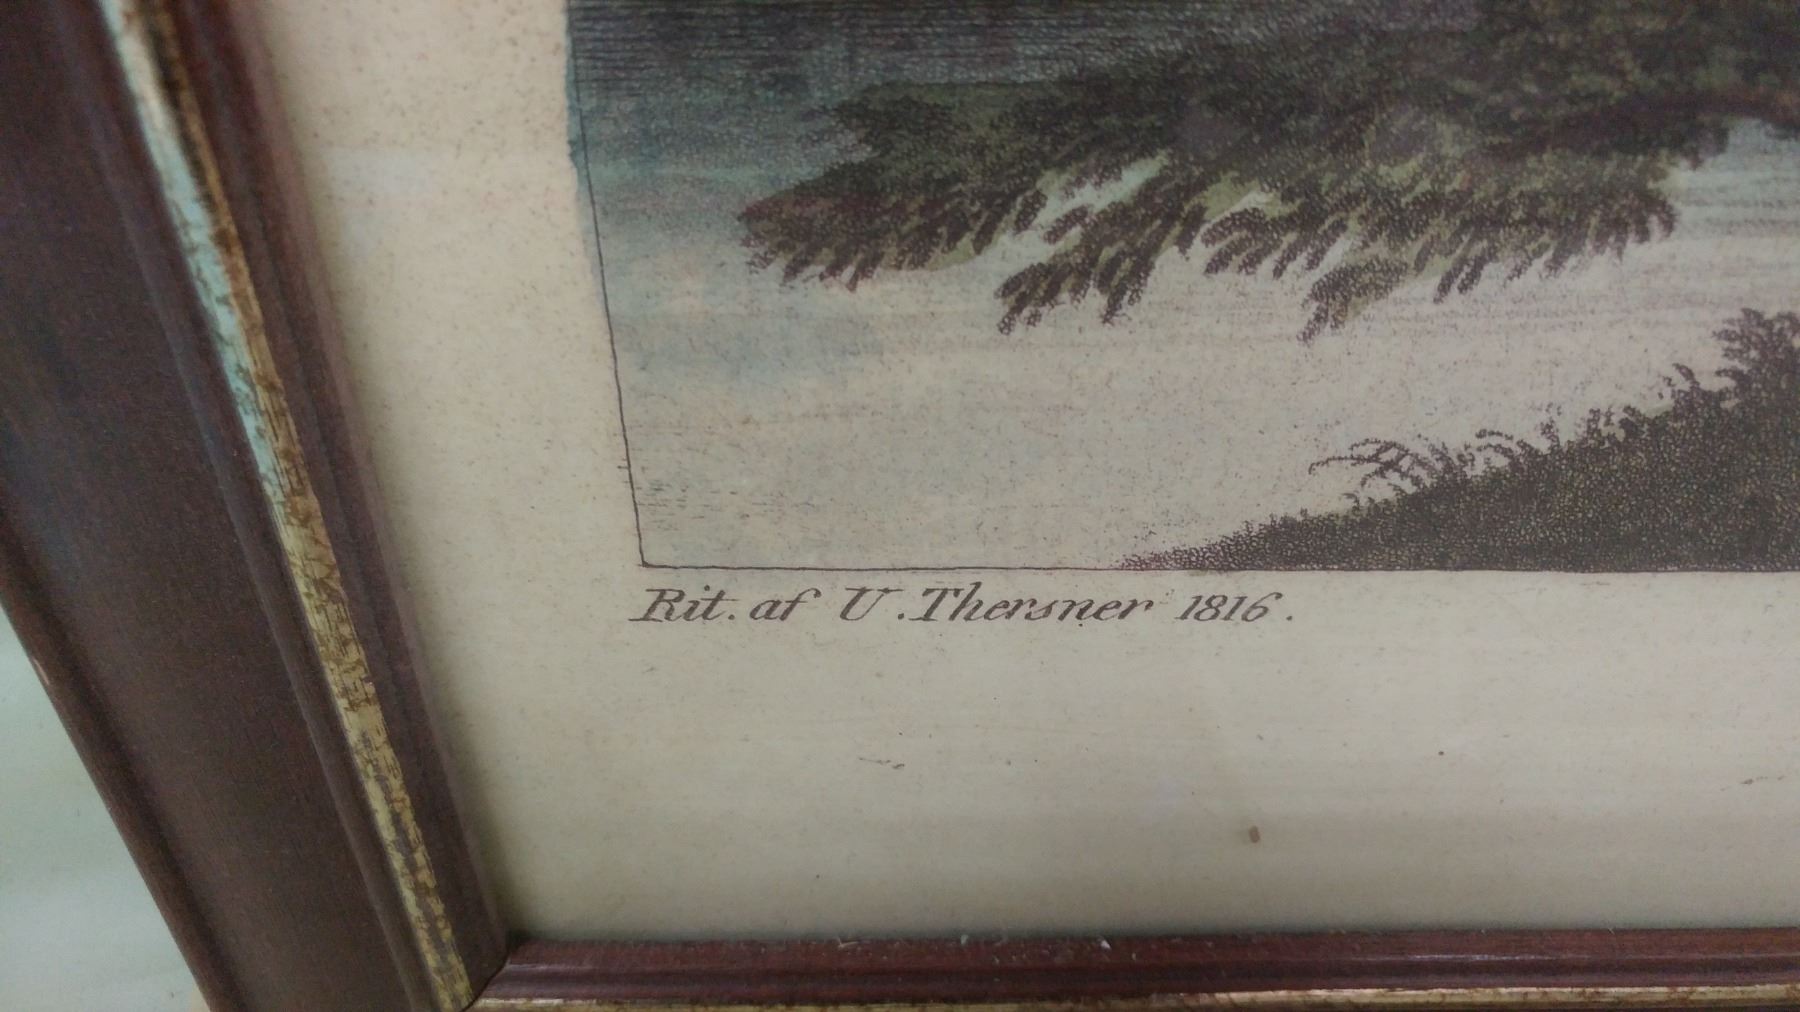 Rit. af U. Thersner 1816.